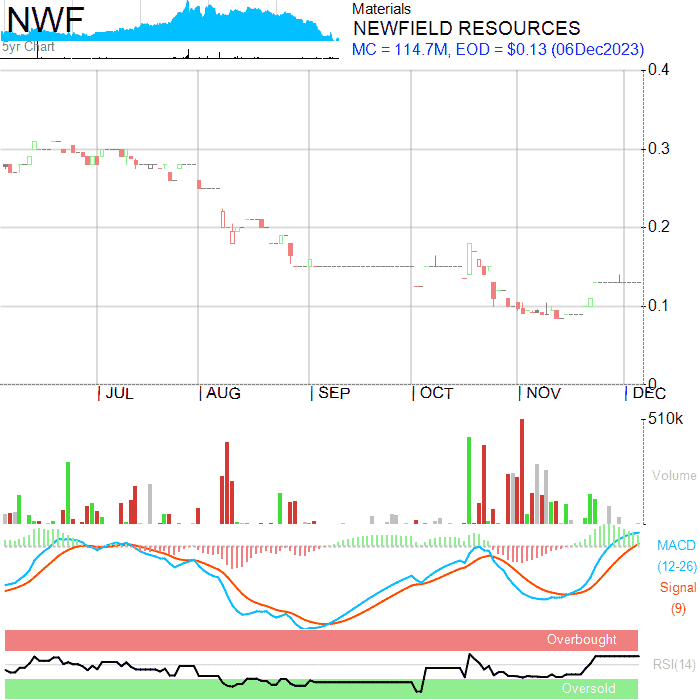 NWF
5yr Chart
Materials
NEWFIELD RESOURCES
MC = 114.7M, EOD = $0.13 (06Dec2023)
0.4
0.3
0.2
0.1
0
JUL AUG SEP OCT NOV DEC
510k
Volume
MACD
(12-26)
Signal
(9)
Overbought
RSI(14)
Oversold